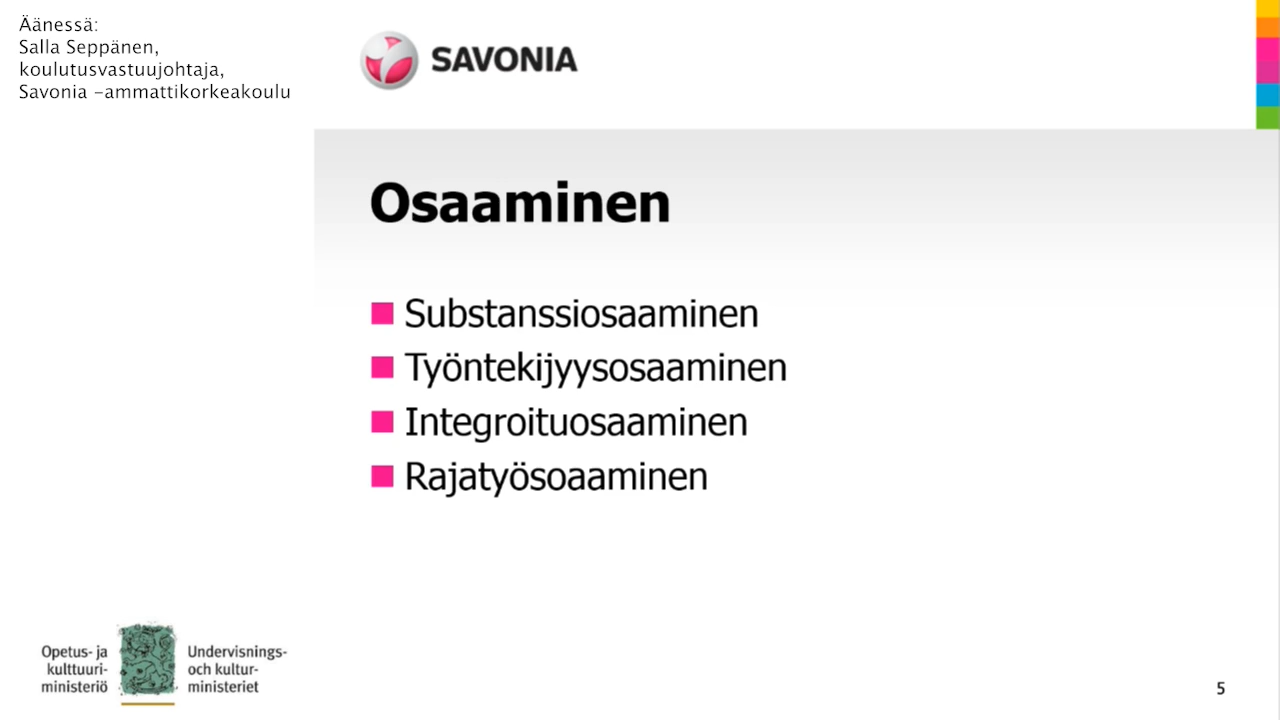 Äänessä:
Salla Seppänen,
koulutusvastuujohtaja,
Savonia –ammattikorkeakoulu
SAVONIA
Osaaminen
Substanssiosaaminen
Työntekijyysosaaminen
Integroituosaaminen
Rajatyösoaaminen
Opetus- ja
kulttuuri-
ministeriö
Undervisnings-
och kultur-
ministeriet
5